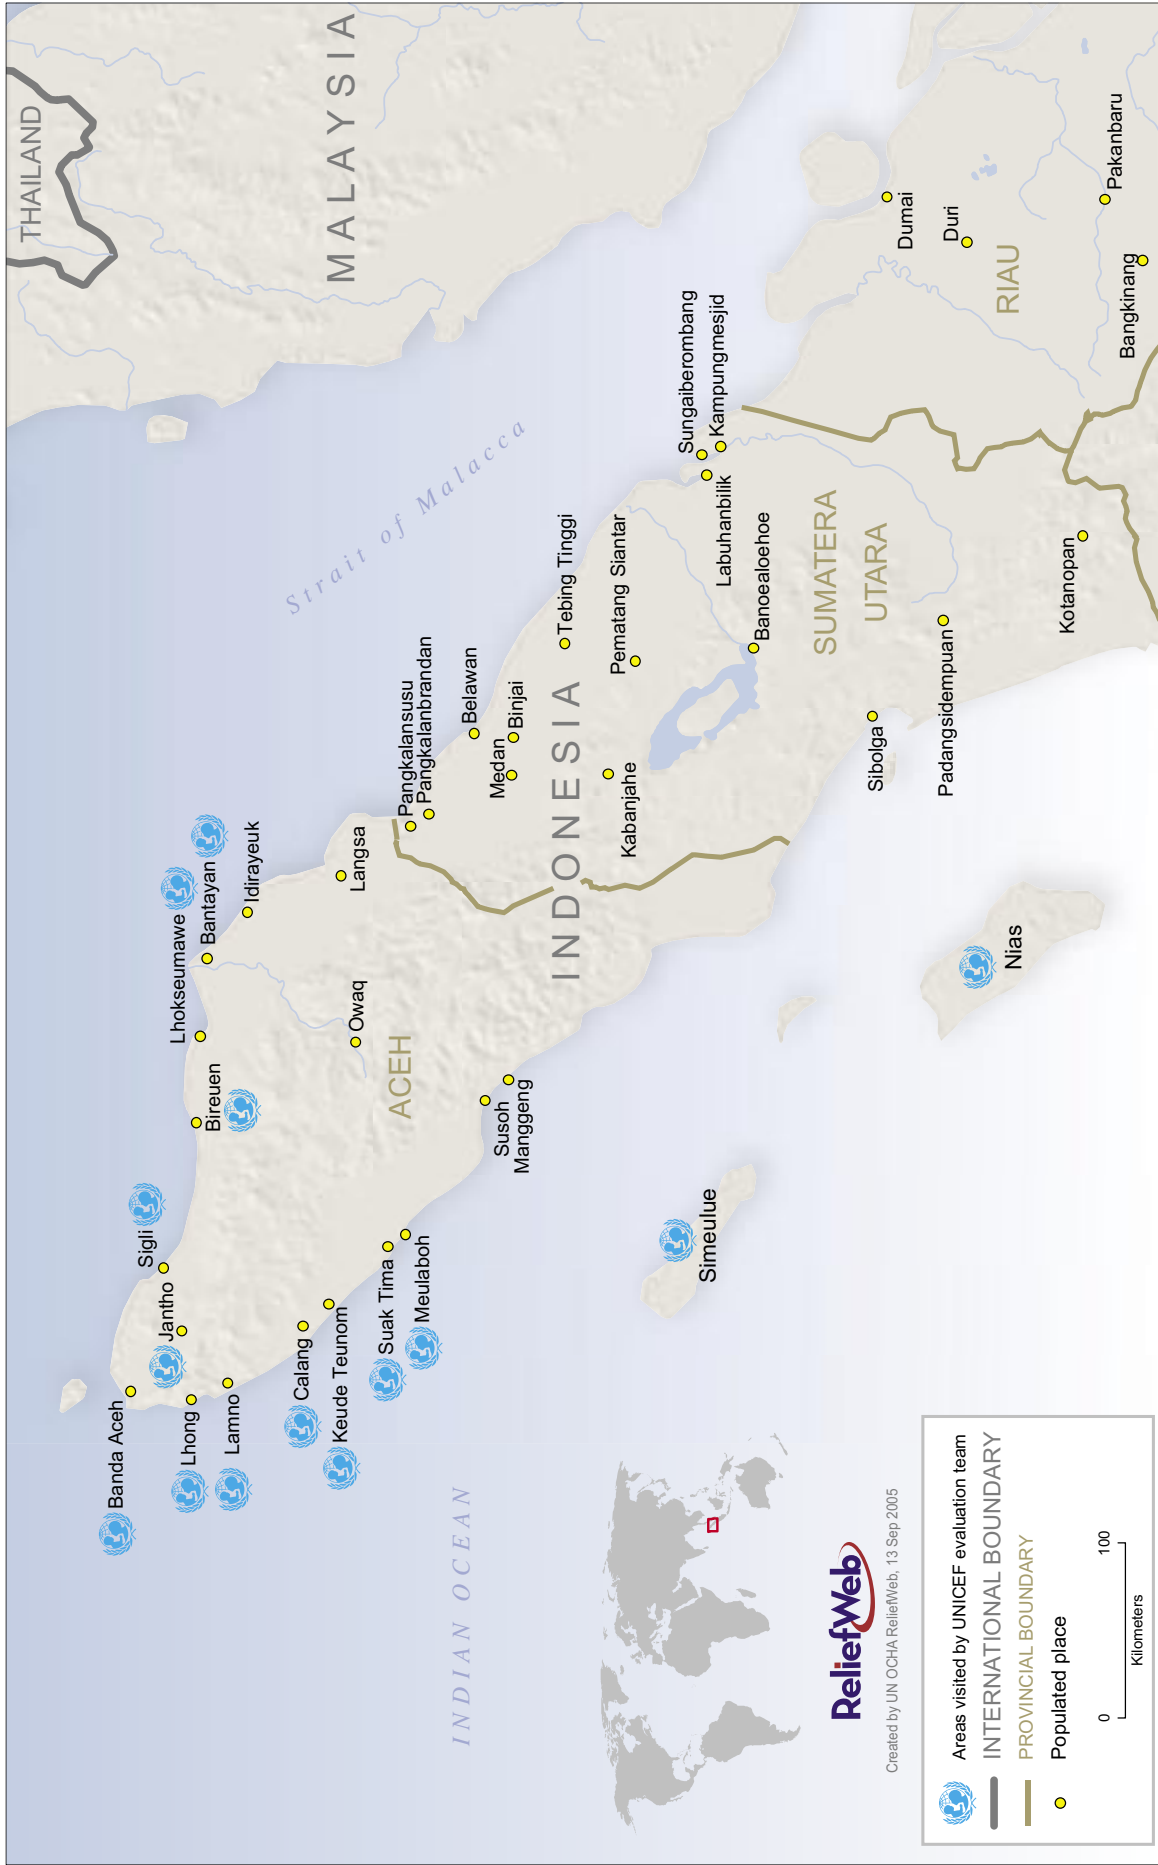 THAILAND
MALAYSIA
Strait of Malacca
INDIAN OCEAN
INDONESIA
ACEH
SUMATERA
UTARA
RIAU
Banda Aceh
Lhong
Lamno
Jantho
Sigli
Calang
Keude Teunom
Suak Tima
Meulaboh
Bireuen
Lhokseumawe
Bantayan
Idirayeuk
Langsa
Owaq
Susoh
Manggeng
Simeulue
Nias
Pangkalansusu
Pangkalanbrandan
Belawan
Medan
Binjai
Tebing Tinggi
Kabanjahe
Pematang Siantar
Banoealoehoe
Labuhanbilik
Sungaiberombang
Kampungmesjid
Sibolga
Padangsidempuan
Kotanopan
Dumai
Duri
Pakanbaru
Bangkinang
ReliefWeb
Created by UN OCHA ReliefWeb, 13 Sep 2005
Areas visited by UNICEF evaluation team
INTERNATIONAL BOUNDARY
PROVINCIAL BOUNDARY
Populated place
0 100
Kilometers